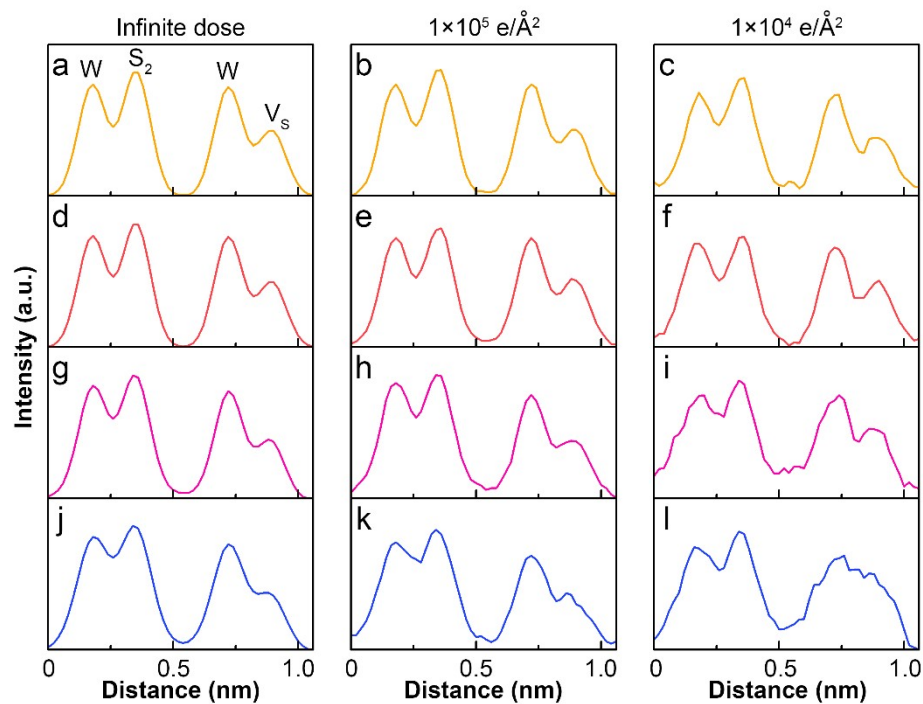 Infinite dose
1×10⁵ e/Å²
1×10⁴ e/Å²
a
W
S₂
W
V_S
b
c
d
e
f
g
h
i
j
k
l
Intensity (a.u.)
0 0.5 1.0
0 0.5 1.0
0 0.5 1.0
Distance (nm)
Distance (nm)
Distance (nm)